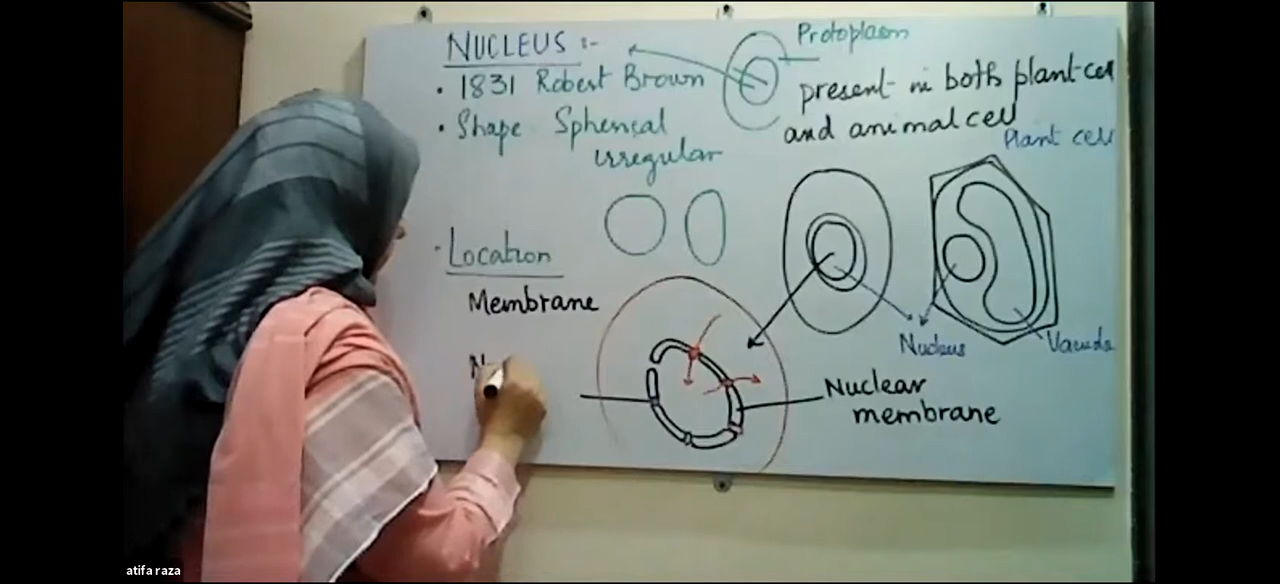 NUCLEUS :-
• 1831 Robert Brown
• Shape Spherical
irregular
Protoplasm
present in both plant cell
and animal cell
Plant cell
• Location
Membrane
N
Nucleus
Nuclear
membrane
atifa raza